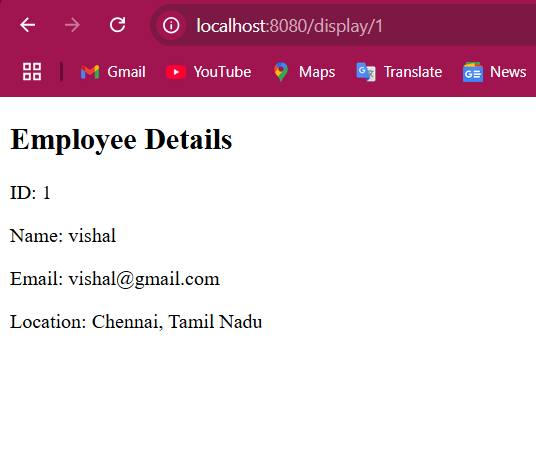 localhost:8080/display/1
Gmail YouTube Maps Translate News
Employee Details
ID: 1
Name: vishal
Email: vishal@gmail.com
Location: Chennai, Tamil Nadu